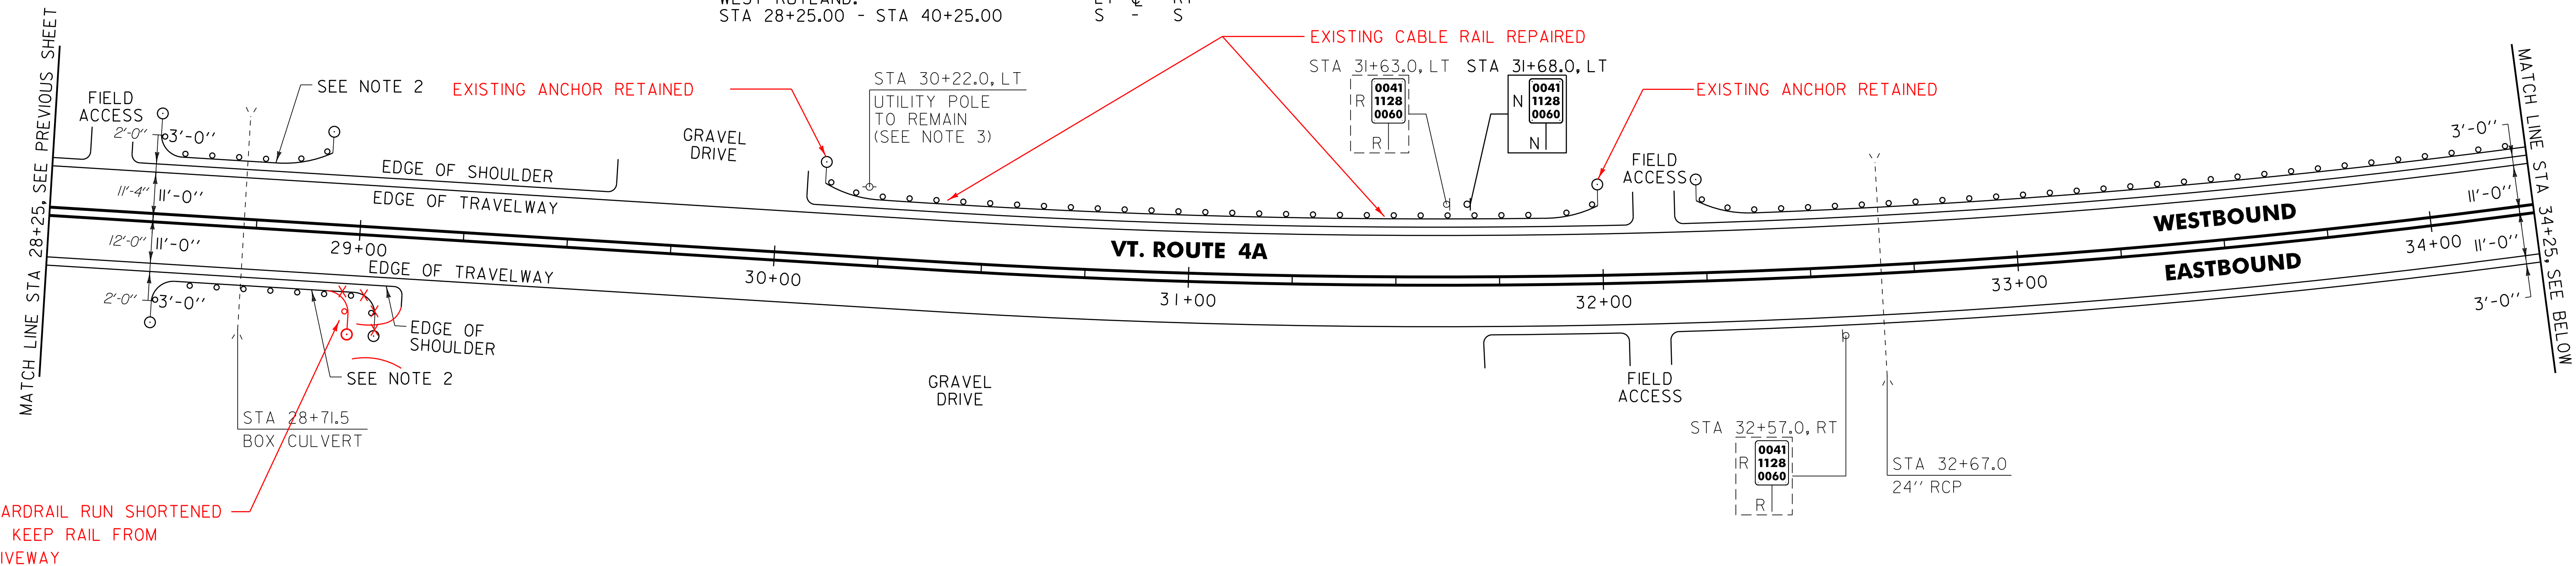 STA 28+25.00 - STA 40+25.00 S - S
MATCH LINE STA 28+25, SEE PREVIOUS SHEET
FIELD
ACCESS
2'-0"
3'-0"
SEE NOTE 2
EXISTING ANCHOR RETAINED
STA 30+22.0, LT
UTILITY POLE
TO REMAIN
(SEE NOTE 3)
GRAVEL
DRIVE
EXISTING CABLE RAIL REPAIRED
STA 31+63.0, LT
R
0041
1128
0060
R
STA 31+68.0, LT
N
0041
1128
0060
N
EXISTING ANCHOR RETAINED
FIELD
ACCESS
3'-0"
MATCH LINE STA 34+25, SEE BELOW
EDGE OF SHOULDER
EDGE OF TRAVELWAY
11'-4"
11'-0"
12'-0"
11'-0"
29+00
EDGE OF TRAVELWAY
30+00
VT. ROUTE 4A
31+00
32+00
33+00
WESTBOUND
EASTBOUND
34+00
11'-0"
11'-0"
3'-0"
2'-0"
3'-0"
EDGE OF
SHOULDER
SEE NOTE 2
STA 28+71.5
BOX CULVERT
GRAVEL
DRIVE
FIELD
ACCESS
STA 32+57.0, RT
R
0041
1128
0060
R
STA 32+67.0
24" RCP
ARDRAIL RUN SHORTENED
KEEP RAIL FROM
IVEWAY